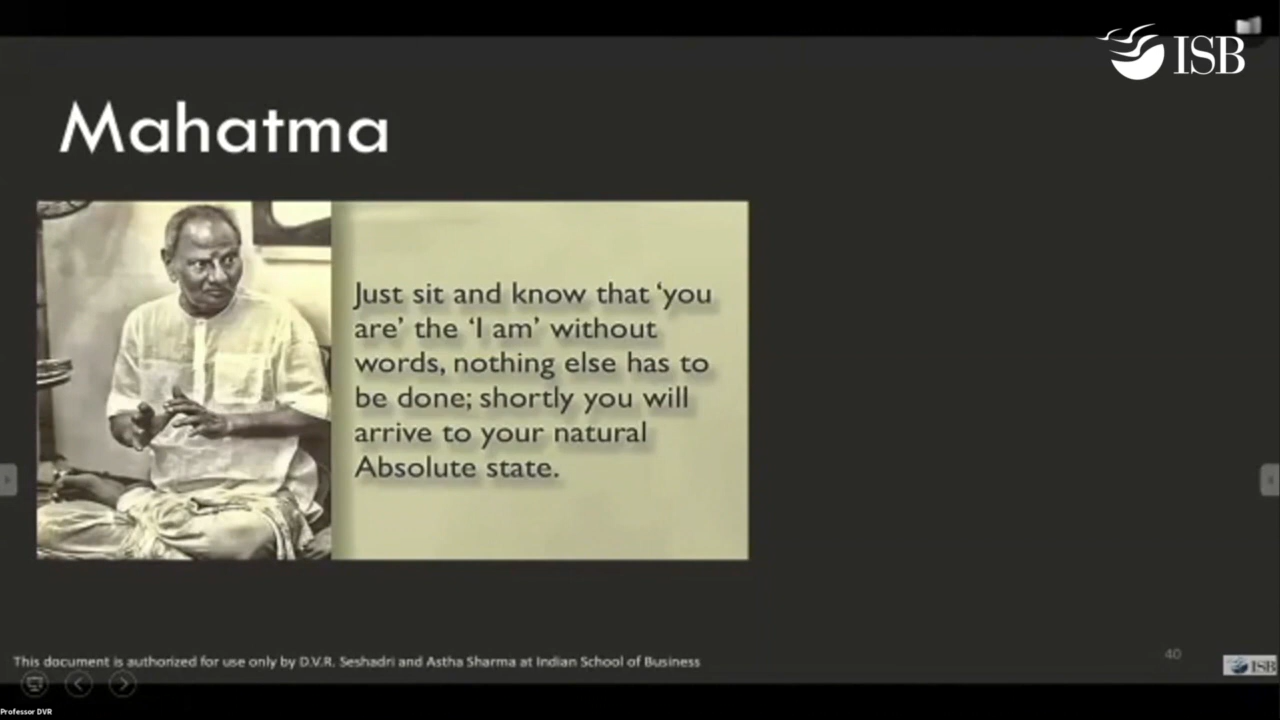 ISB
Mahatma
Just sit and know that ‘you
are’ the ‘I am’ without
words, nothing else has to
be done; shortly you will
arrive to your natural
Absolute state.
40
This document is authorized for use only by D.V.R. Seshadri and Astha Sharma at Indian School of Business
ISB
Professor DVR